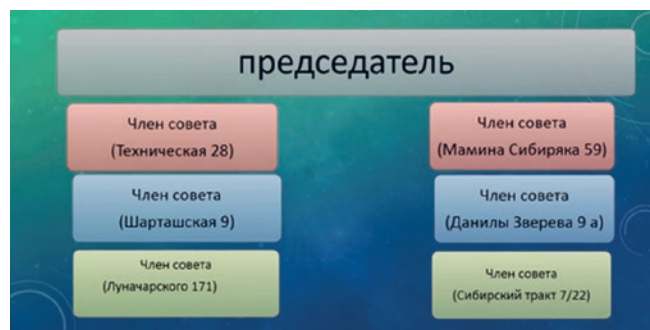 председатель
Член совета
(Техническая 28)
Член совета
(Мамина Сибиряка 59)
Член совета
(Шарташская 9)
Член совета
(Данилы Зверева 9 а)
Член совета
(Луначарского 171)
Член совета
(Сибирский тракт 7/22)